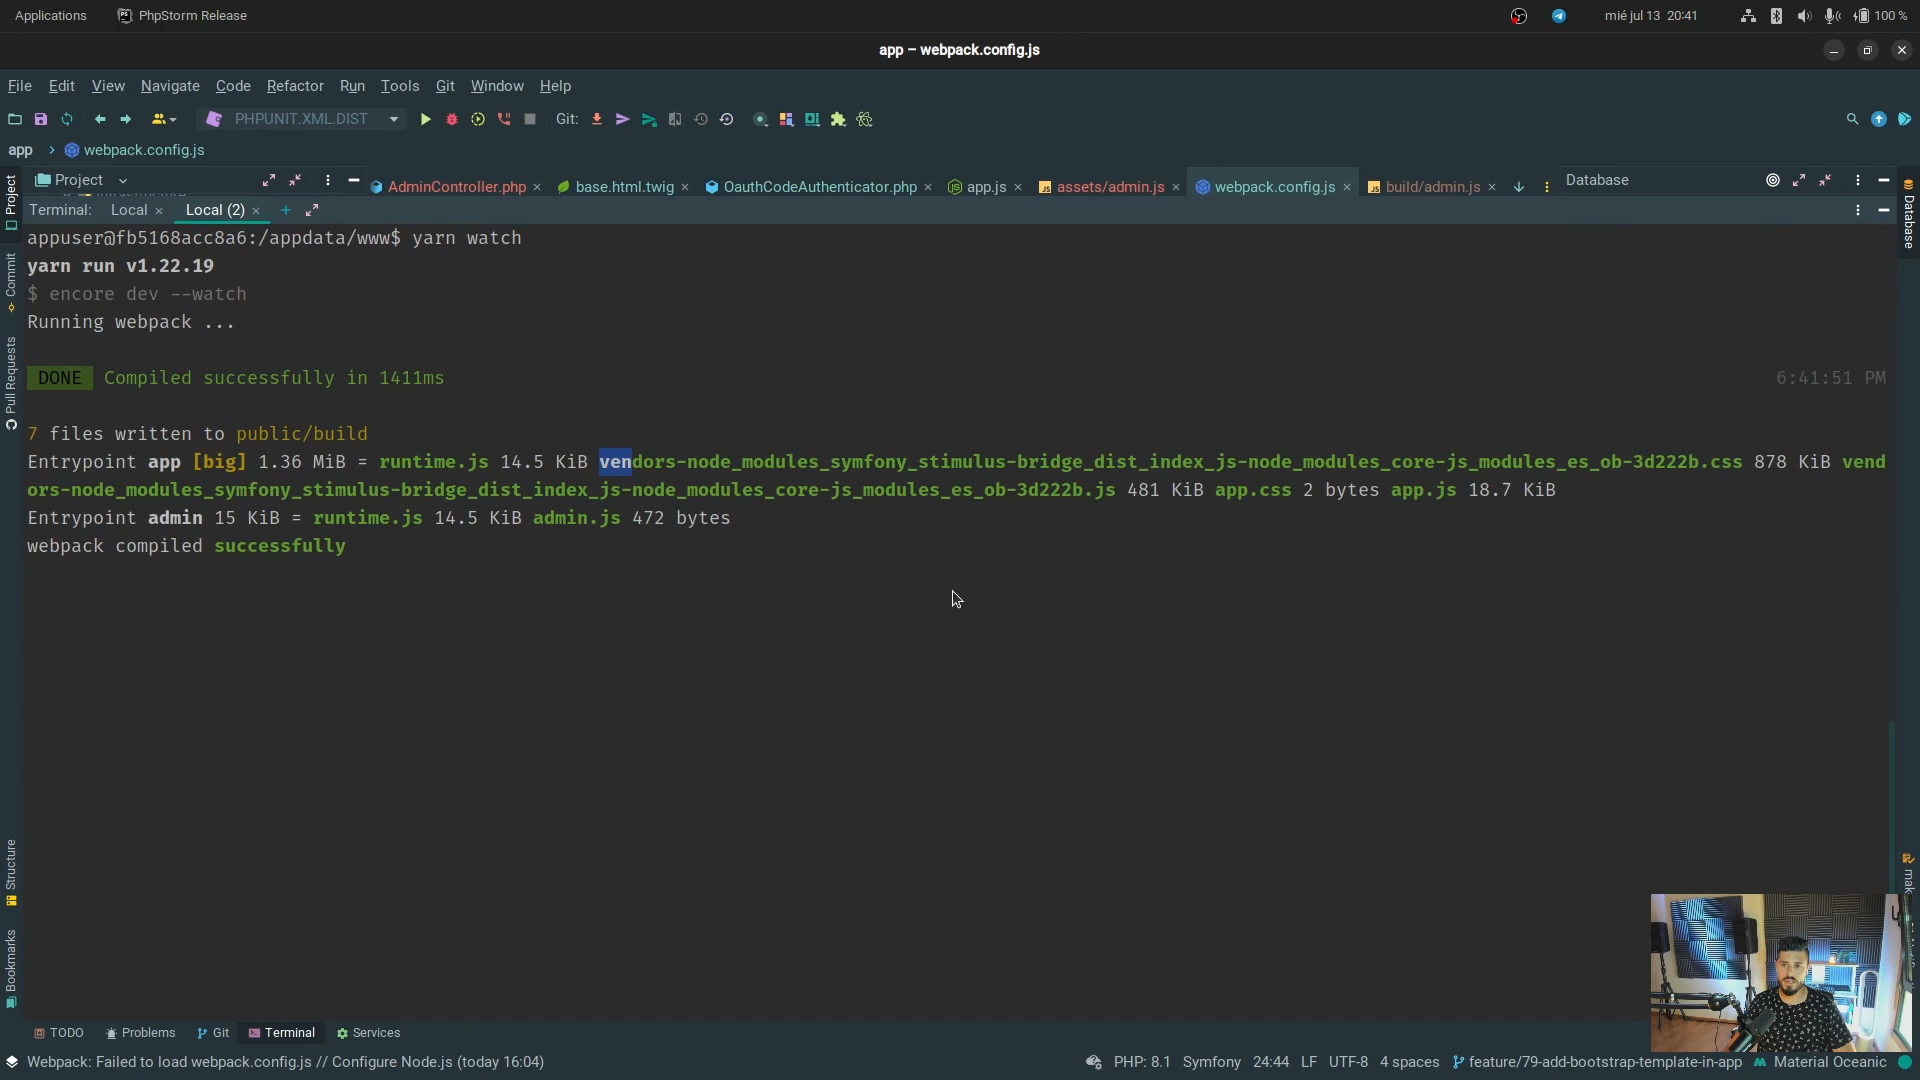 Applications PhpStorm Release mié jul 13 20:41 100 %
app – webpack.config.js
File Edit View Navigate Code Refactor Run Tools Git Window Help
PHPUNIT.XML.DIST Git:
app webpack.config.js
Project AdminController.php base.html.twig OauthCodeAuthenticator.php app.js assets/admin.js webpack.config.js build/admin.js Database
Terminal: Local Local (2)
appuser@fb5168acc8a6:/appdata/www$ yarn watch
yarn run v1.22.19
$ encore dev --watch
Running webpack ...
DONE Compiled successfully in 1411ms 6:41:51 PM
7 files written to public/build
Entrypoint app [big] 1.36 MiB = runtime.js 14.5 KiB vendors-node_modules_symfony_stimulus-bridge_dist_index_js-node_modules_core-js_modules_es_ob-3d222b.css 878 KiB vend
ors-node_modules_symfony_stimulus-bridge_dist_index_js-node_modules_core-js_modules_es_ob-3d222b.js 481 KiB app.css 2 bytes app.js 18.7 KiB
Entrypoint admin 15 KiB = runtime.js 14.5 KiB admin.js 472 bytes
webpack compiled successfully
Project
Commit
Pull Requests
Structure
Bookmarks
Database
mak
TODO Problems Git Terminal Services
Webpack: Failed to load webpack.config.js // Configure Node.js (today 16:04) PHP: 8.1 Symfony 24:44 LF UTF-8 4 spaces feature/79-add-bootstrap-template-in-app Material Oceanic